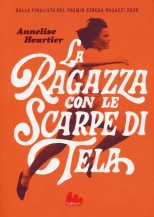 DALLA FINALISTA DEL PREMIO STREGA RAGAZZI 2020
Annelise
Heurtier
LA
RAGAZZA
CON LE
SCARPE DI
TELA